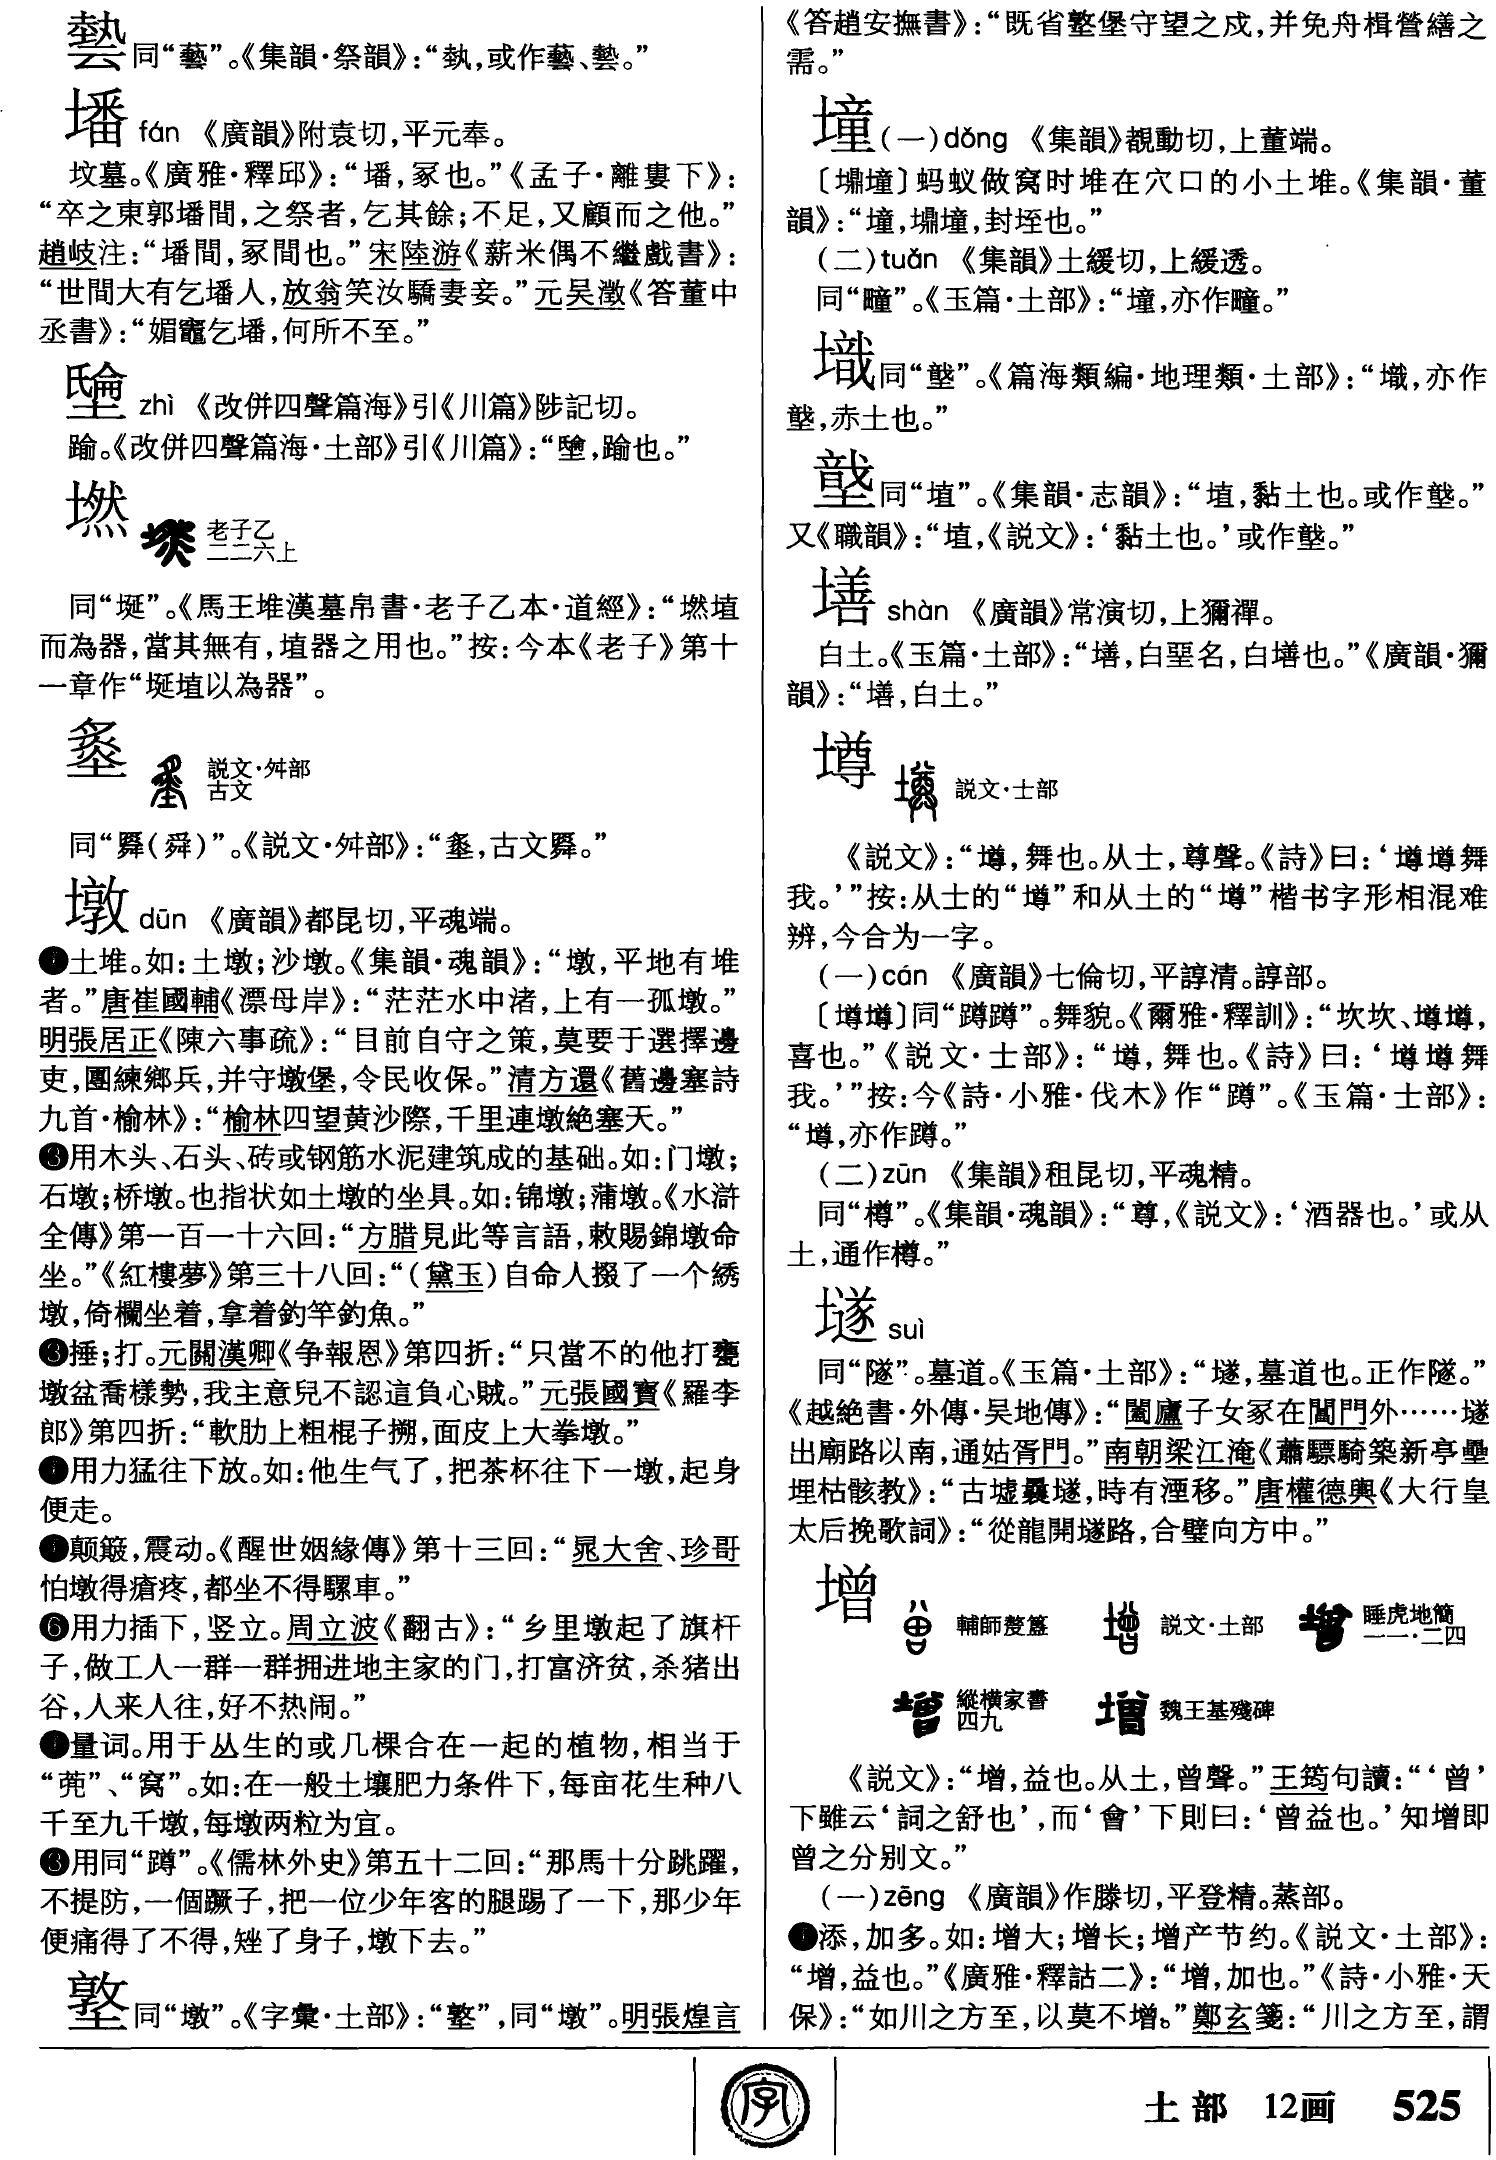 埶同“藝”。《集韻·祭韻》：“埶，或作藝、䓺。”
墦 fán 《廣韻》附袁切，平元奉。
坟墓。《廣雅·釋邱》：“墦，冢也。”《孟子·離婁下》：
“卒之東郭墦間，之祭者，乞其餘；不足，又顧而之他。”
趙岐注：“墦間，冢間也。”宋陸游《薪米偶不繼戲書》：
“世間大有乞墦人，放翁笑汝驕妻妾。”元吴澂《答董中
丞書》：“媚竈乞墦，何所不至。”
zhì 《改併四聲篇海》引《川篇》陟記切。
踰。《改併四聲篇海·土部》引《川篇》：“，踰也。”
㙷
老子乙
二二六上
同“埏”。《馬王堆漢墓帛書·老子乙本·道經》：“㙷埴
而為器，當其無有，埴器之用也。”按：今本《老子》第十
一章作“埏埴以為器”。
説文·舛部
古文
同“䑞（舜）”。《説文·舛部》：“，古文䑞。”
墩 dūn 《廣韻》都昆切，平魂端。
土堆。如：土墩；沙墩。《集韻·魂韻》：“墩，平地有堆
者。”唐崔國輔《漂母岸》：“茫茫水中渚，上有一孤墩。”
明張居正《陳六事疏》：“目前自守之策，莫要于選擇邊
吏，團練鄉兵，并守墩堡，令民收保。”清方還《舊邊塞詩
九首·榆林》：“榆林四望黄沙際，千里連墩絶塞天。”
用木头、石头、砖或钢筋水泥建筑成的基础。如：门墩；
石墩；桥墩。也指状如土墩的坐具。如：锦墩；蒲墩。《水滸
全傳》第一百一十六回：“方腊見此等言語，敕賜錦墩命
坐。”《紅樓夢》第三十八回：“（黛玉）自命人掇了一个綉
墩，倚欄坐着，拿着釣竿釣魚。”
捶；打。元關漢卿《争報恩》第四折：“只當不的他打甕
墩盆喬樣勢，我主意兒不認這負心賊。”元張國寶《羅李
郎》第四折：“軟肋上粗棍子搠，面皮上大拳墩。”
用力猛往下放。如：他生气了，把茶杯往下一墩，起身
便走。
颠簸，震动。《醒世姻緣傳》第十三回：“晁大舍、珍哥
怕墩得瘡疼，都坐不得騾車。”
❻用力插下，竖立。周立波《翻古》：“乡里墩起了旗杆
子，做工人一群一群拥进地主家的门，打富济贫，杀猪出
谷，人来人往，好不热闹。”
量词。用于丛生的或几棵合在一起的植物，相当于
“蔸”、“窝”。如：在一般土壤肥力条件下，每亩花生种八
千至九千墩，每墩两粒为宜。
用同“蹲”。《儒林外史》第五十二回：“那馬十分跳躍，
不提防，一個蹶子，把一位少年客的腿踢了一下，那少年
便痛得了不得，矬了身子，墩下去。”
墪同“墩”。《字彙·土部》：“墪”，同“墩”。明張煌言
《答趙安撫書》：“既省墪堡守望之戍，并免舟楫營繕之
需。”
墥（一）dǒng 《集韻》覩動切，上董端。
〔墥〕蚂蚁做窝时堆在穴口的小土堆。《集韻·董
韻》：“墥，墥，封垤也。”
（二）tuǎn 《集韻》土緩切，上緩透。
同“疃”。《玉篇·土部》：“墥，亦作疃。”
同“墼”。《篇海類編·地理類·土部》：“，亦作
，赤土也。”
同“埴”。《集韻·志韻》：“埴，黏土也。或作。”
又《職韻》：“埴，《説文》：‘黏土也。’或作。”
墡 shàn 《廣韻》常演切，上獮禪。
白土。《玉篇·土部》：“墡，白堊名，白墡也。”《廣韻·獮
韻》：“墡，白土。”
墫
説文·士部
《説文》：“墫，舞也。从士，尊聲。《詩》曰：‘墫墫舞
我。’”按：从士的“墫”和从土的“墫”楷书字形相混难
辨，今合为一字。
（一）cún 《廣韻》七倫切，平諄清。諄部。
〔墫墫〕同“蹲蹲”。舞貌。《爾雅·釋訓》：“坎坎、墫墫，
喜也。”《説文·士部》：“墫，舞也。《詩》曰：‘墫墫舞
我。’”按：今《詩·小雅·伐木》作“蹲”。《玉篇·士部》：
“墫，亦作蹲。”
（二）zūn 《集韻》租昆切，平魂精。
同“樽”。《集韻·魂韻》：“尊，《説文》：‘酒器也。’或从
土，通作樽。”
墜 suì
同“隧”。墓道。《玉篇·土部》：“㙽，墓道也。正作隧。”
《越絶書·外傳·吴地傳》：“闔廬子女冢在閶門外……㙽
出廟路以南，通姑胥門。”南朝梁江淹《蕭驃騎築新亭壘
埋枯骸教》：“古墟曩㙽，時有湮移。”唐權德輿《大行皇
太后挽歌詞》：“從龍開㙽路，合璧向方中。”
增
輔師嫠簋
説文·土部
睡虎地簡
一一·二四
縱横家書
四九
魏王基殘碑
《説文》：“增，益也。从土，曾聲。”王筠句讀：“‘曾’
下雖云‘詞之舒也’，而‘會’下則曰：‘曾益也。’知增即
曾之分别文。”
（一）zēng 《廣韻》作滕切，平登精。蒸部。
添，加多。如：增大；增长；增产节约。《説文·土部》：
“增，益也。”《廣雅·釋詁二》：“增，加也。”《詩·小雅·天
保》：“如川之方至，以莫不增。”鄭玄箋：“川之方至，謂
字
土部 12画 525